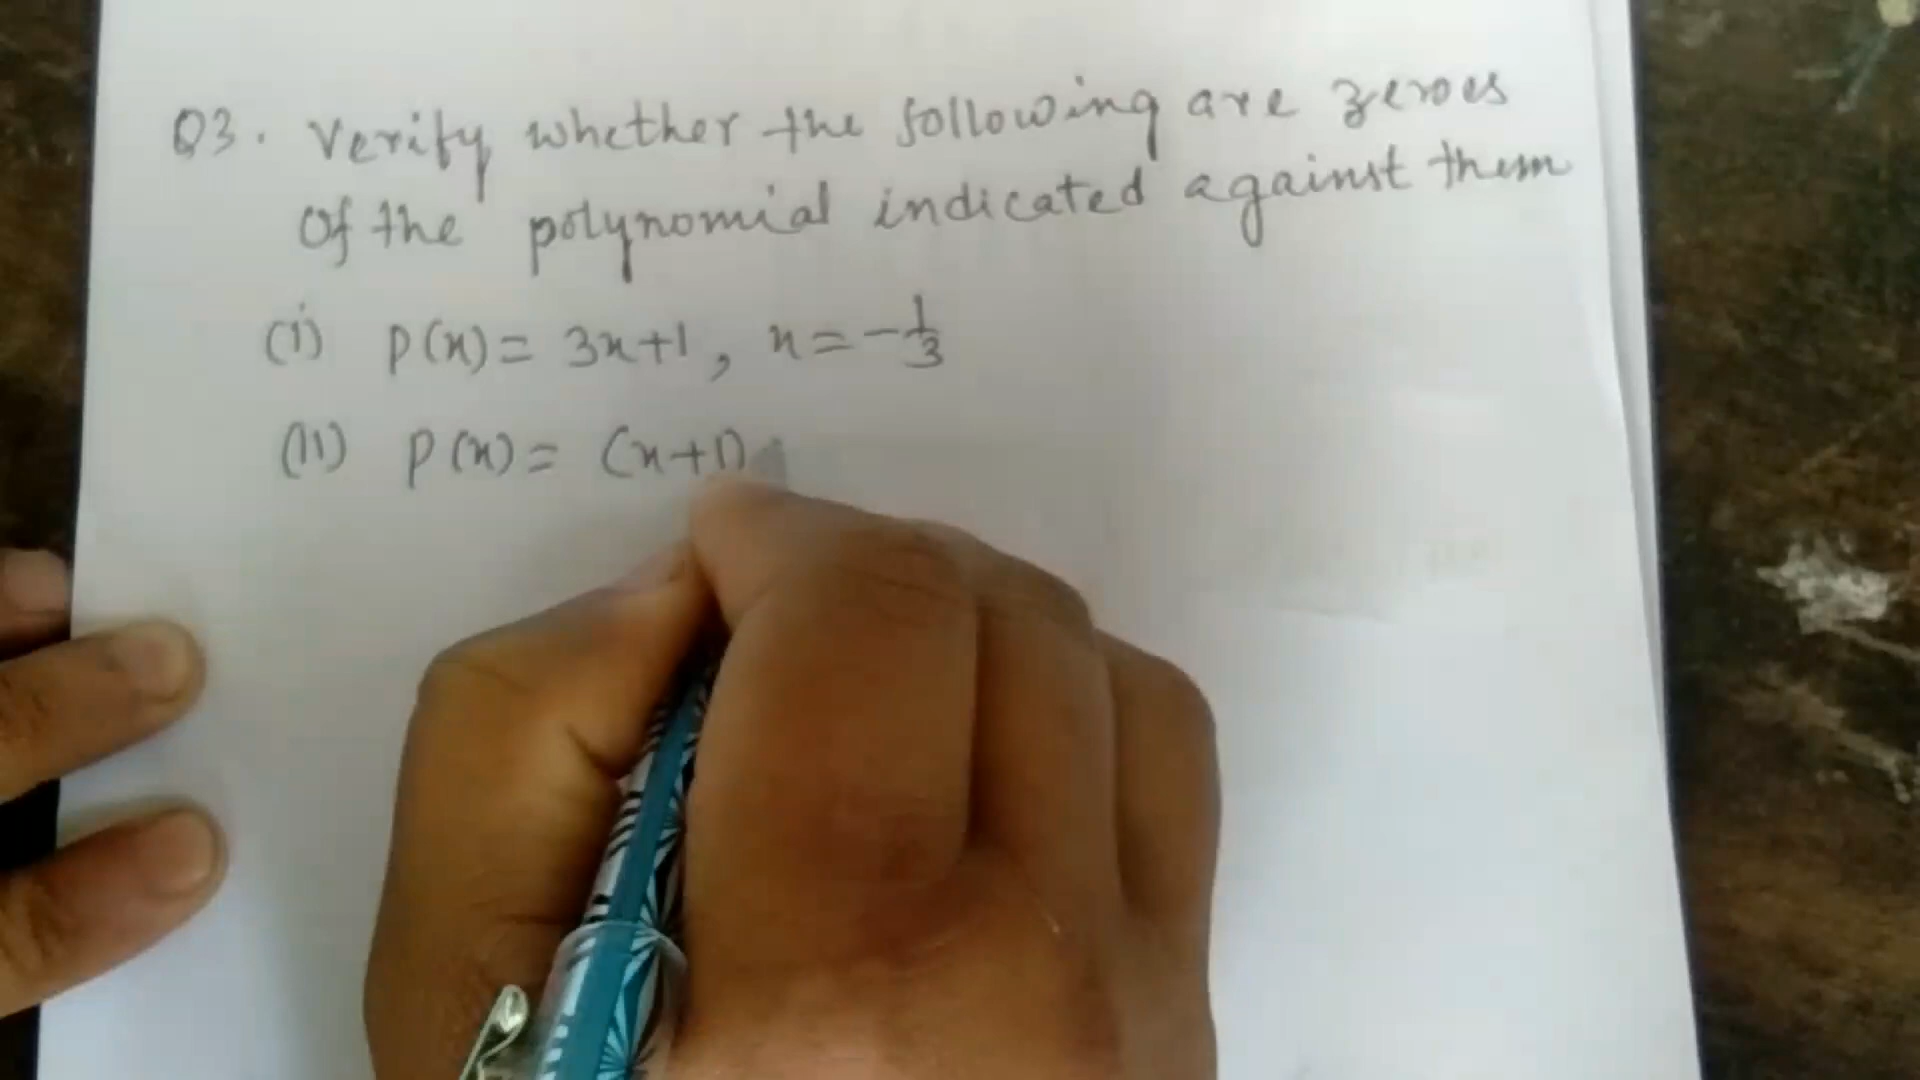 Q3. Verify whether the following are zeroes
Of the polynomial indicated against them
(i) P(x) = 3x+1, x = -1/3
(ii) P(x) = (x+1)